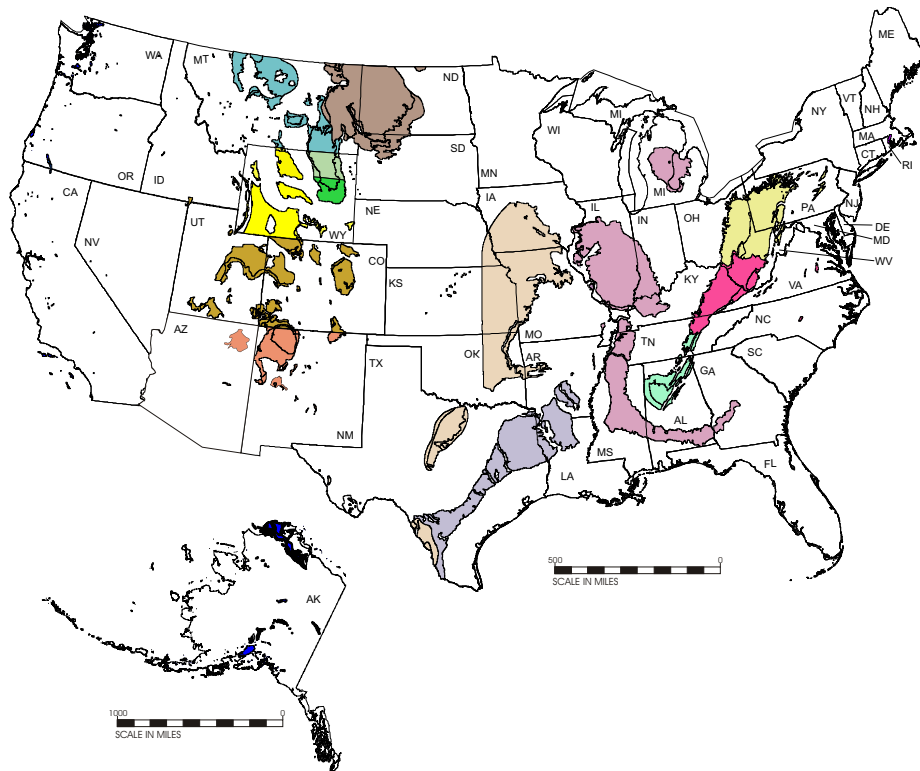 ME
WA
MT
ND
VT
NY
NH
MI
WI
MA
SD
CT
RI
MN
OR
ID
CA
MI
IA
PA
NJ
UT
NE
IL
IN
OH
DE
WY
MD
NV
CO
WV
KS
KY
VA
NC
AZ
MO
TN
OK
AR
TX
SC
GA
AL
NM
MS
FL
LA
500
0
SCALE IN MILES
AK
1000
0
SCALE IN MILES